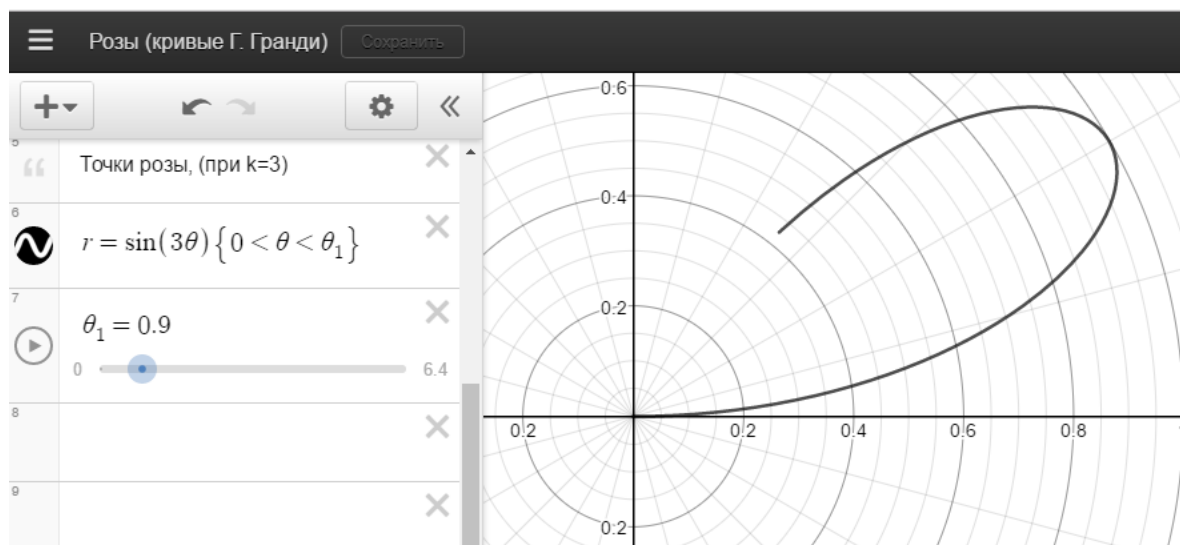 Розы (кривые Г. Гранди) Сохранить
5
Точки розы, (при k=3)
6
r = sin(3θ){0 < θ < θ₁}
7
θ₁ = 0.9
0 6.4
8
9
0.6
0.4
0.2
0.2 0.2 0.4 0.6 0.8
0.2